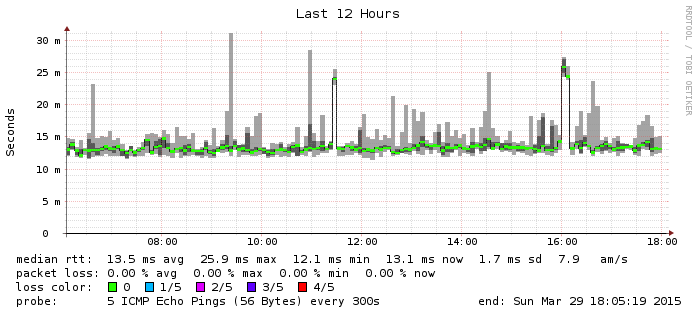 Last 12 Hours
RRDTOOL / TOBI OETIKER
Seconds
30 m
25 m
20 m
15 m
10 m
5 m
0
08:00 10:00 12:00 14:00 16:00 18:00
median rtt: 13.5 ms avg 25.9 ms max 12.1 ms min 13.1 ms now 1.7 ms sd 7.9 am/s
packet loss: 0.00 % avg 0.00 % max 0.00 % min 0.00 % now
loss color: 0 1/5 2/5 3/5 4/5
probe: 5 ICMP Echo Pings (56 Bytes) every 300s end: Sun Mar 29 18:05:19 2015